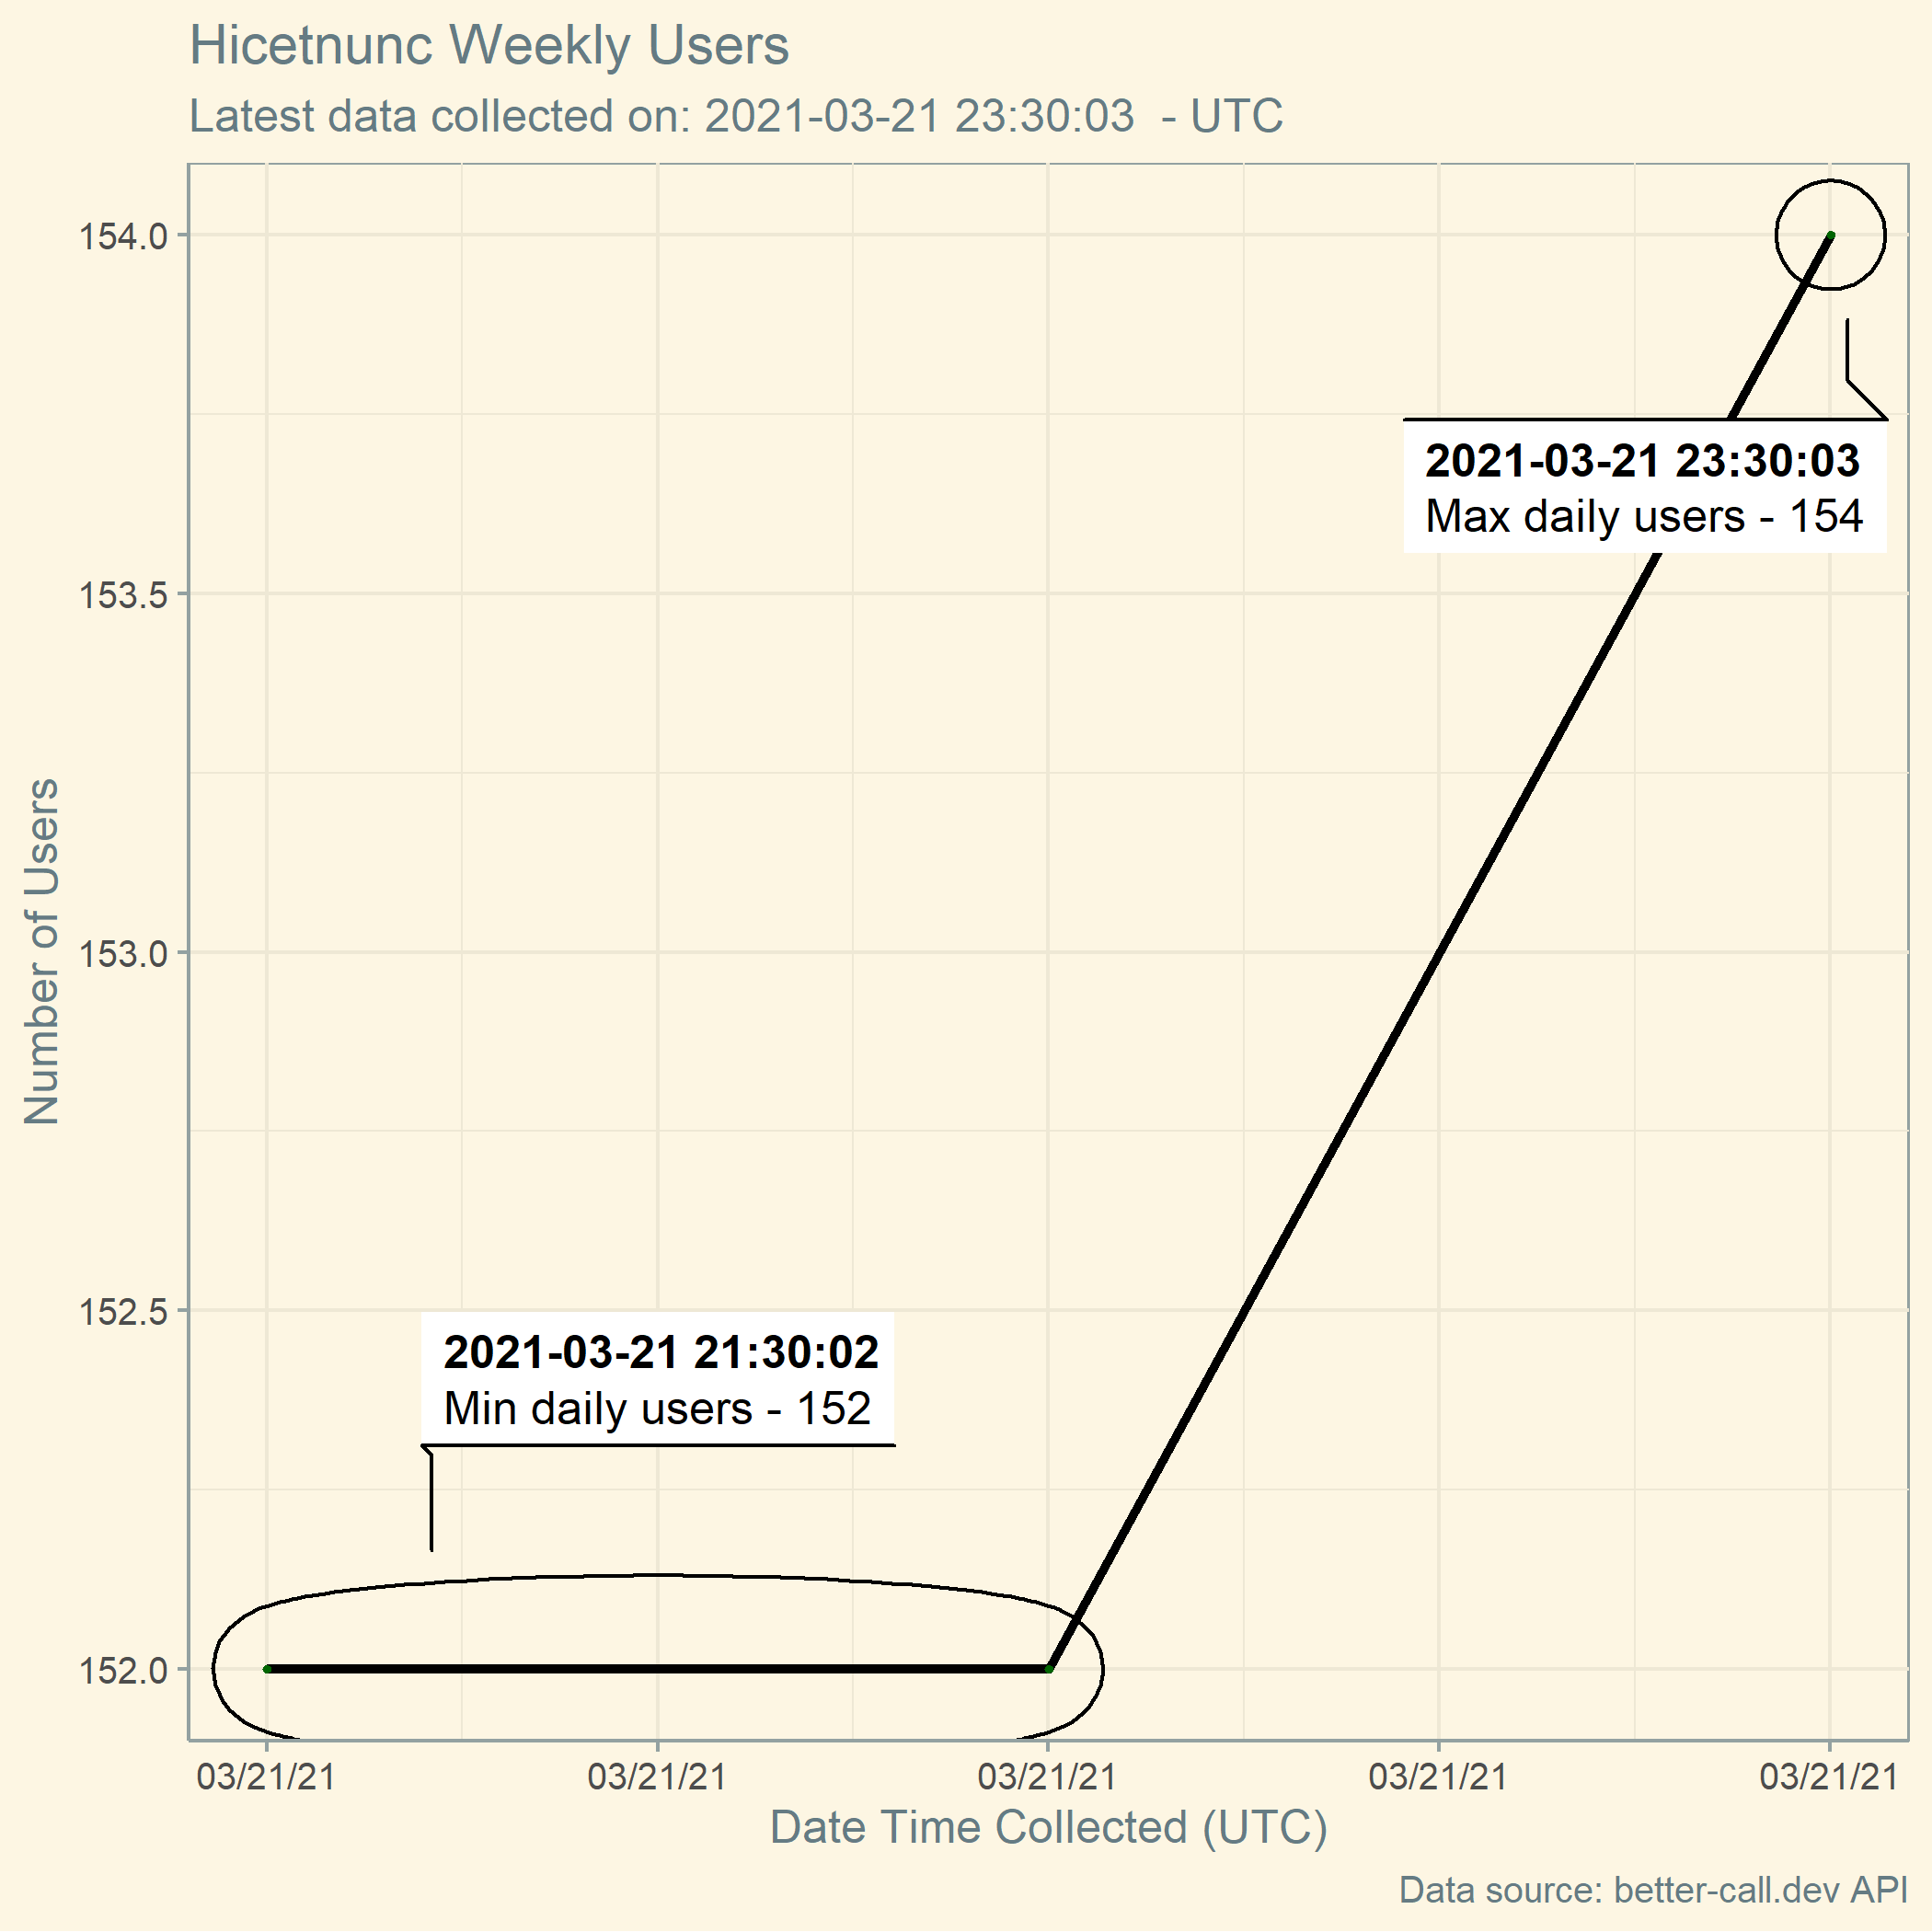 Hicetnunc Weekly Users
Latest data collected on: 2021-03-21 23:30:03  - UTC
154.0
153.5
153.0
152.5
152.0
Number of Users
2021-03-21 23:30:03
Max daily users - 154
2021-03-21 21:30:02
Min daily users - 152
03/21/21 03/21/21 03/21/21 03/21/21 03/21/21
Date Time Collected (UTC)
Data source: better-call.dev API